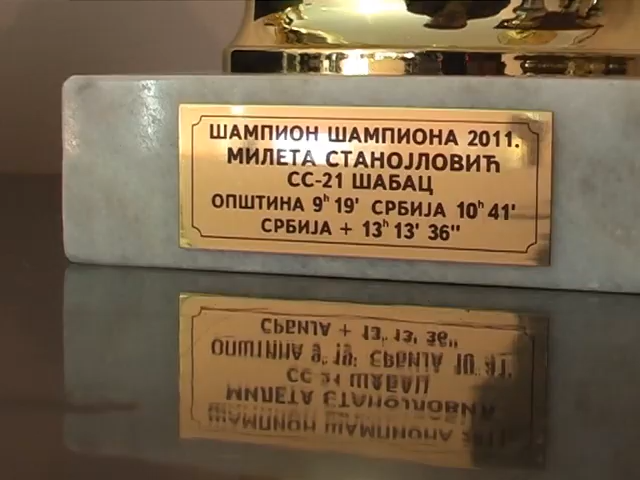 ШАМПИОН ШАМПИОНА 2011.
МИЛЕТА СТАНОЈЛОВИЋ
СС-21 ШАБАЦ
ОПШТИНА 9ʰ 19' СРБИЈА 10ʰ 41'
СРБИЈА + 13ʰ 13' 36"